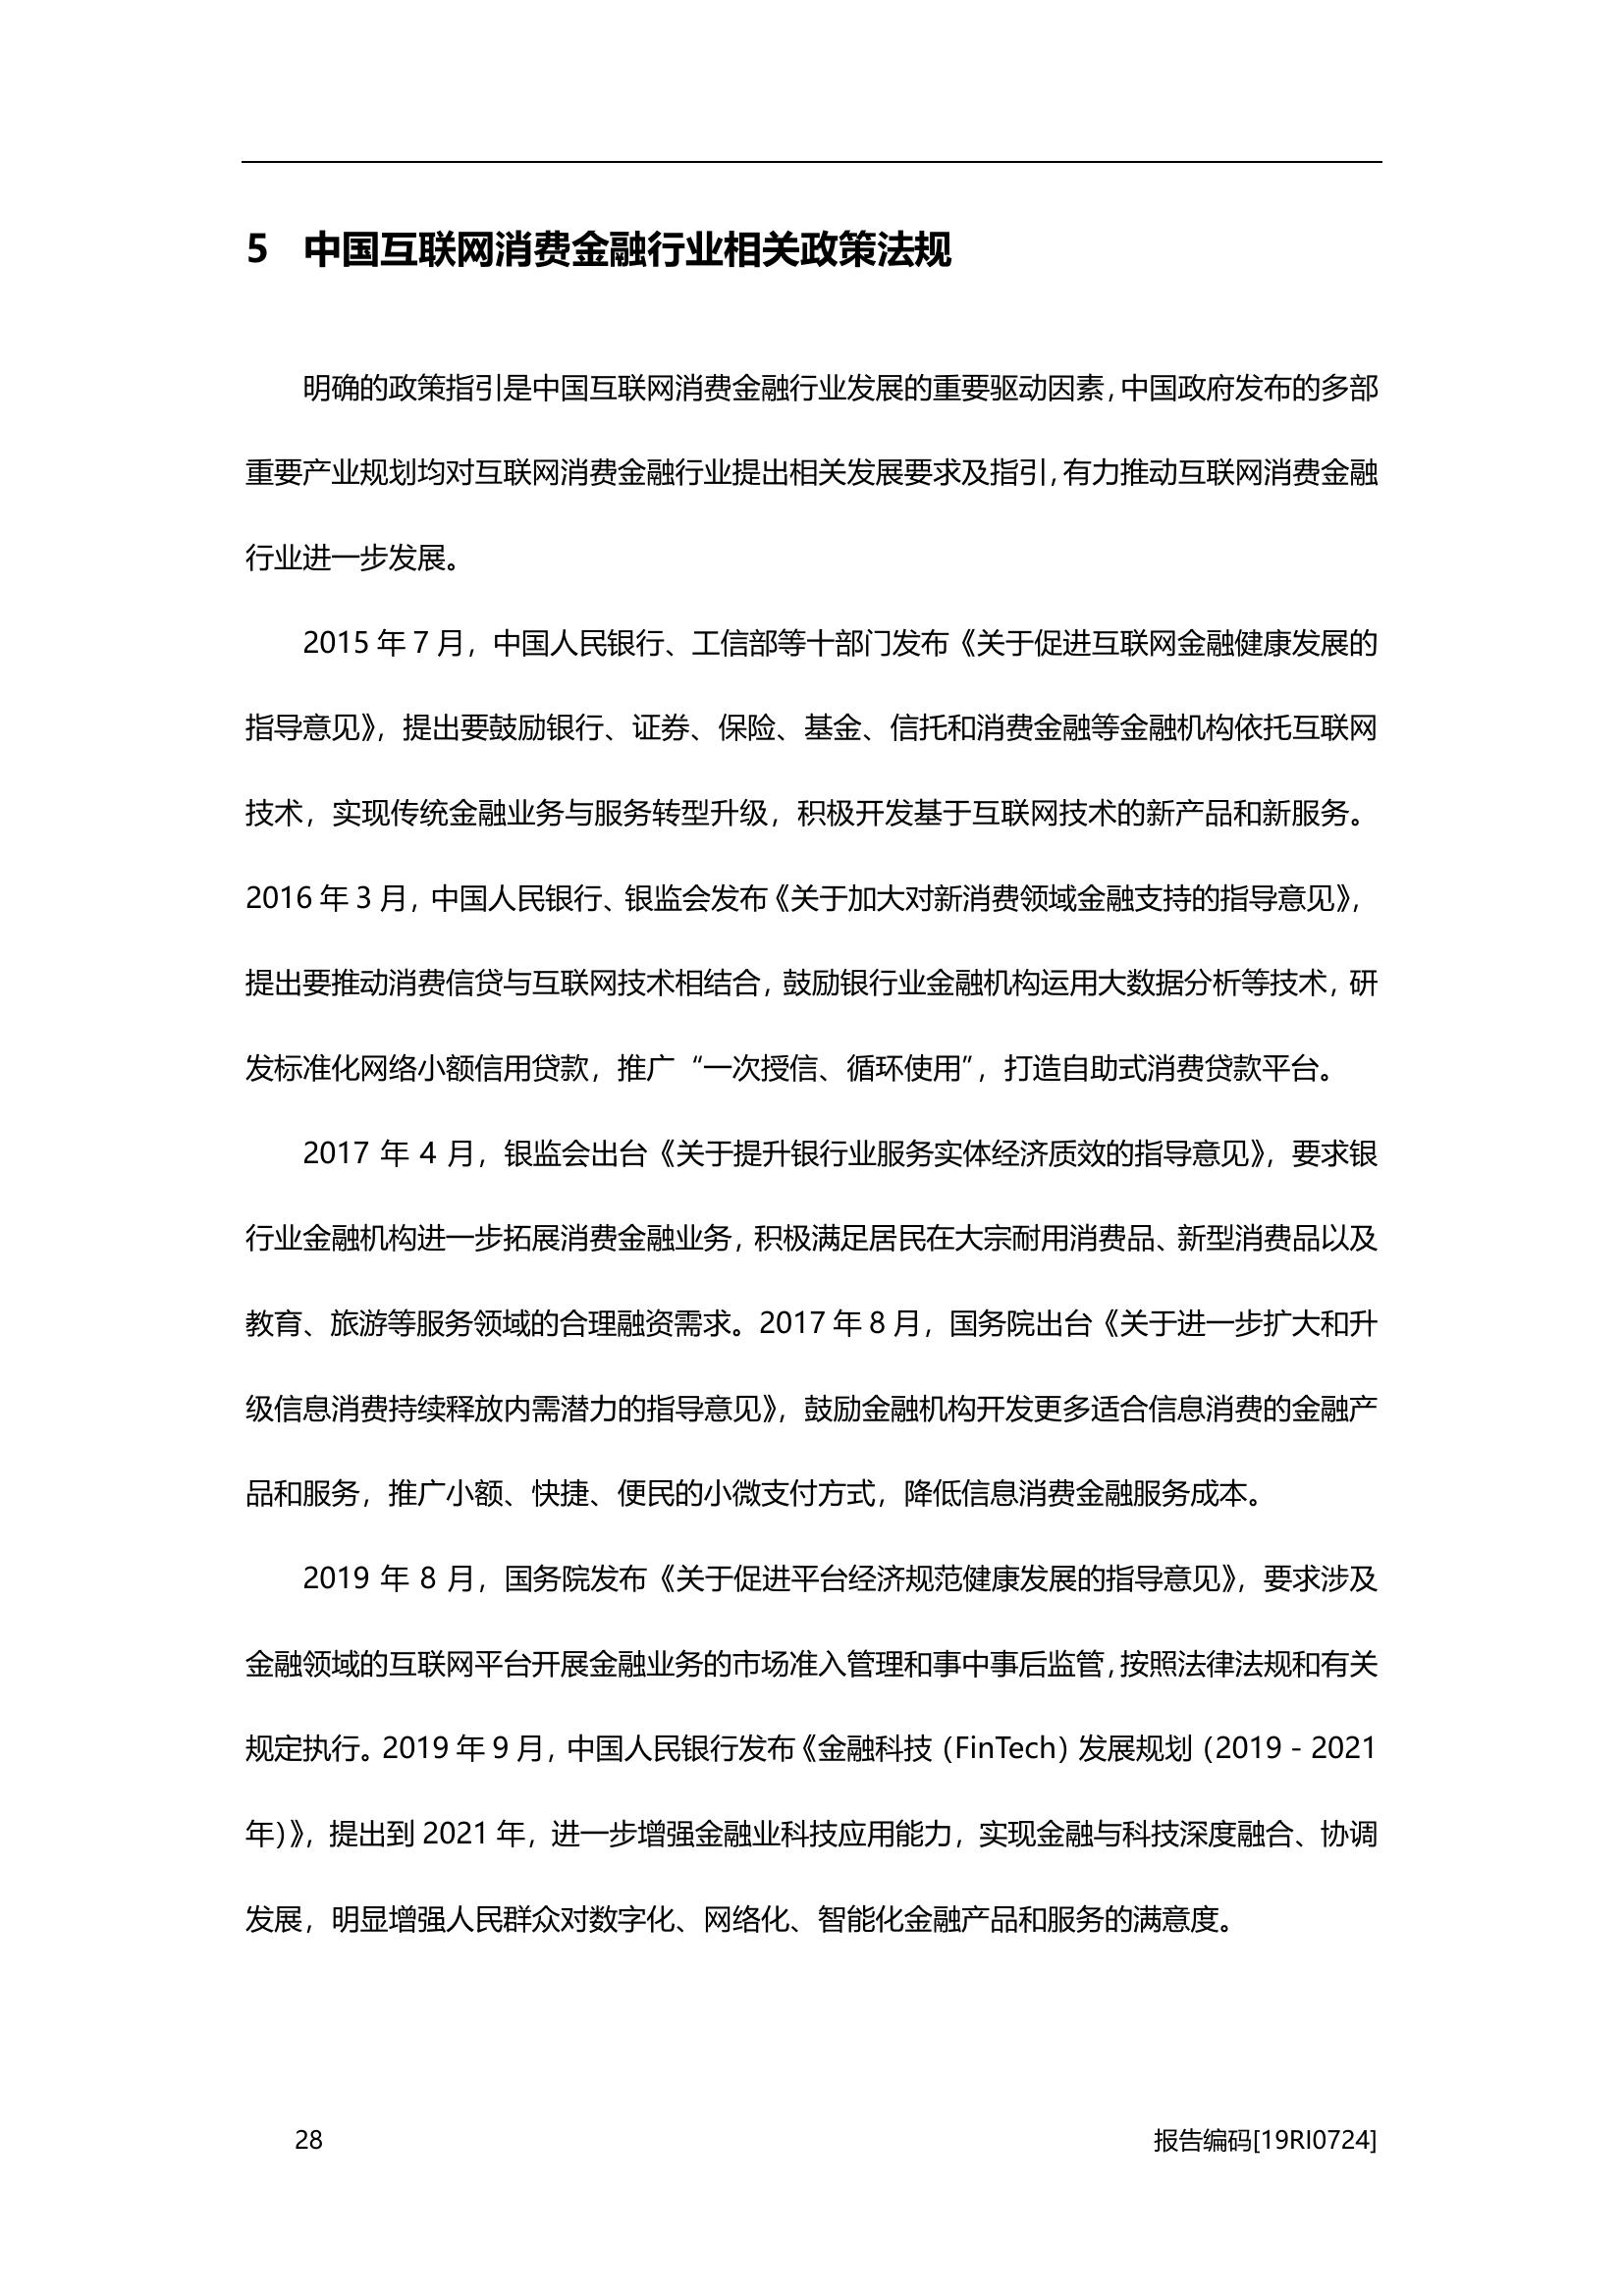 5 中国互联网消费金融行业相关政策法规
明确的政策指引是中国互联网消费金融行业发展的重要驱动因素，中国政府发布的多部
重要产业规划均对互联网消费金融行业提出相关发展要求及指引，有力推动互联网消费金融
行业进一步发展。
2015 年 7 月，中国人民银行、工信部等十部门发布《关于促进互联网金融健康发展的
指导意见》，提出要鼓励银行、证券、保险、基金、信托和消费金融等金融机构依托互联网
技术，实现传统金融业务与服务转型升级，积极开发基于互联网技术的新产品和新服务。
2016 年 3 月，中国人民银行、银监会发布《关于加大对新消费领域金融支持的指导意见》，
提出要推动消费信贷与互联网技术相结合，鼓励银行业金融机构运用大数据分析等技术，研
发标准化网络小额信用贷款，推广“一次授信、循环使用”，打造自助式消费贷款平台。
2017 年 4 月，银监会出台《关于提升银行业服务实体经济质效的指导意见》，要求银
行业金融机构进一步拓展消费金融业务，积极满足居民在大宗耐用消费品、新型消费品以及
教育、旅游等服务领域的合理融资需求。2017 年 8 月，国务院出台《关于进一步扩大和升
级信息消费持续释放内需潜力的指导意见》，鼓励金融机构开发更多适合信息消费的金融产
品和服务，推广小额、快捷、便民的小微支付方式，降低信息消费金融服务成本。
2019 年 8 月，国务院发布《关于促进平台经济规范健康发展的指导意见》，要求涉及
金融领域的互联网平台开展金融业务的市场准入管理和事中事后监管，按照法律法规和有关
规定执行。2019 年 9 月，中国人民银行发布《金融科技（FinTech）发展规划（2019－2021
年）》，提出到 2021 年，进一步增强金融业科技应用能力，实现金融与科技深度融合、协调
发展，明显增强人民群众对数字化、网络化、智能化金融产品和服务的满意度。
28 报告编码[19RI0724]